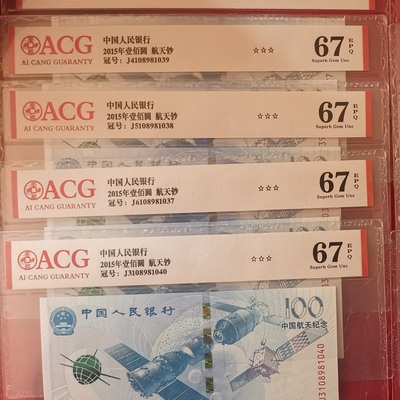 ACG
AI CANG GUARANTY
中国人民银行
2015年壹佰圆 航天钞
冠号：J4108981039
☆☆☆
67
EPQ
Superb Gem Unc
ACG
AI CANG GUARANTY
中国人民银行
2015年壹佰圆 航天钞
冠号：J5108981038
☆☆☆
67
EPQ
Superb Gem Unc
ACG
AI CANG GUARANTY
中国人民银行
2015年壹佰圆 航天钞
冠号：J6108981037
☆☆☆
67
EPQ
Superb Gem Unc
ACG
AI CANG GUARANTY
中国人民银行
2015年壹佰圆 航天钞
冠号：J3108981040
☆☆☆
67
EPQ
Superb Gem Unc
中国人民银行
100
中国航天纪念
J3108981040